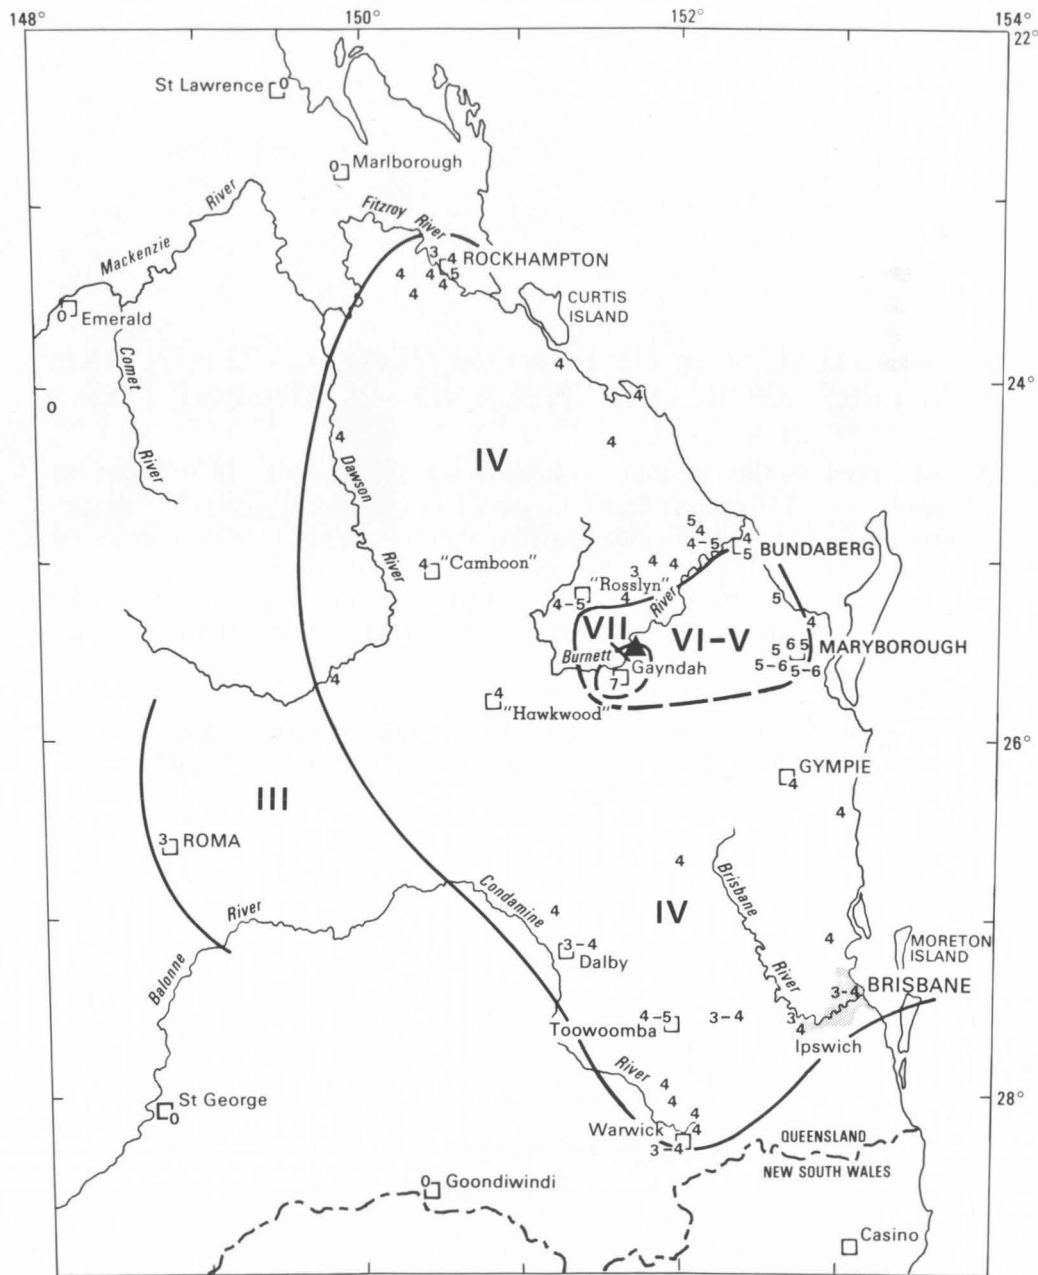 148° 150° 152° 154°
22°
St Lawrence 0
0 Marlborough
River
Fitzroy River
Mackenzie
3
4 ROCKHAMPTON
4 4 5
4
4
CURTIS
ISLAND
0
Emerald
Comet
River
4
24°
0
4
4
4
IV
Dawson
River
5
4
4-5
4
5
BUNDABERG
4 "Camboon"
4 4
3
"Rosslyn"
4-5
4
River
5
4
VII
VI-V
Burnett
Gayndah
7
5 6 5
MARYBOROUGH
5-6 5-6
4
4
"Hawkwood"
26°
GYMPIE
4
III
4
3 ROMA
4
Brisbane
River
Condamine
4
IV
River
Balonne
3-4
Dalby
4
MORETON
ISLAND
BRISBANE
3-4
4-5
3-4
3
4
Toowoomba
Ipswich
River
4
4
4
4
28°
St George
0
Warwick
3-4
QUEENSLAND
NEW SOUTH WALES
0 Goondiwindi
Casino